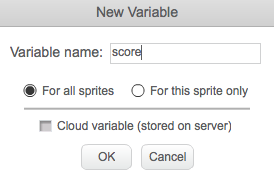 New Variable
Variable name: score
For all sprites For this sprite only
Cloud variable (stored on server)
OK Cancel